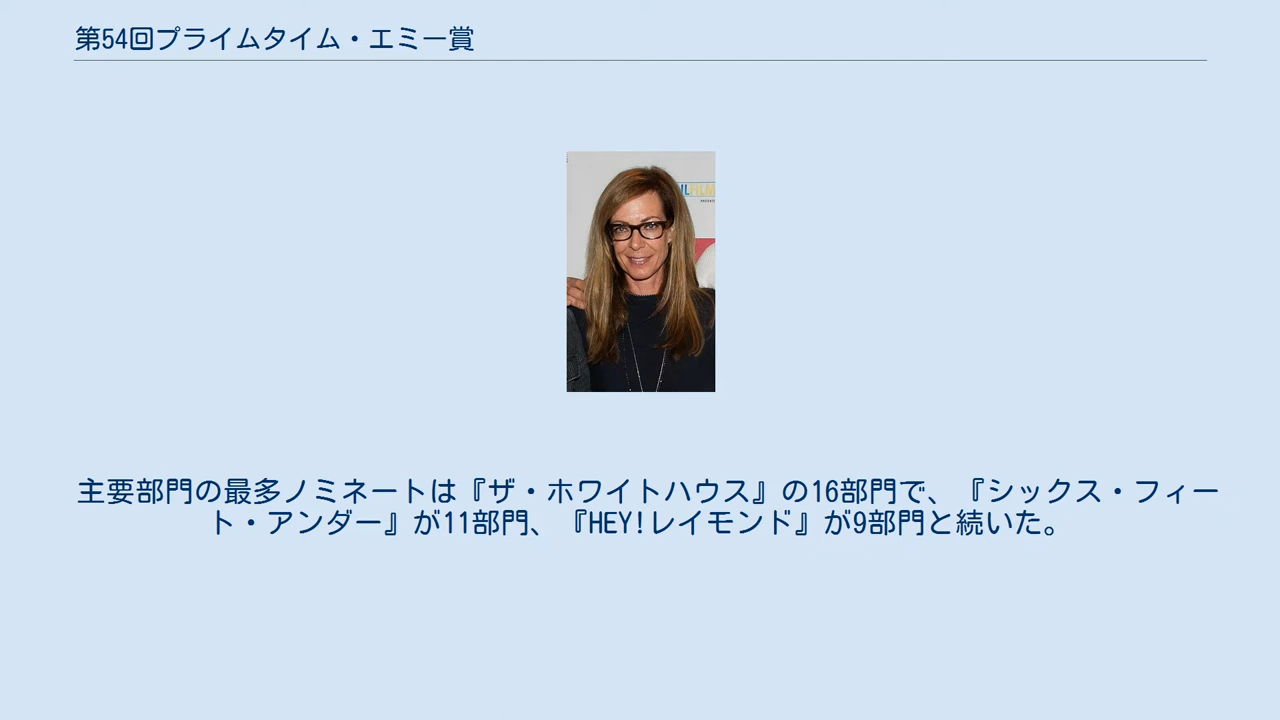 第54回プライムタイム・エミー賞
主要部門の最多ノミネートは『ザ・ホワイトハウス』の16部門で、『シックス・フィー
ト・アンダー』が11部門、『HEY!レイモンド』が9部門と続いた。